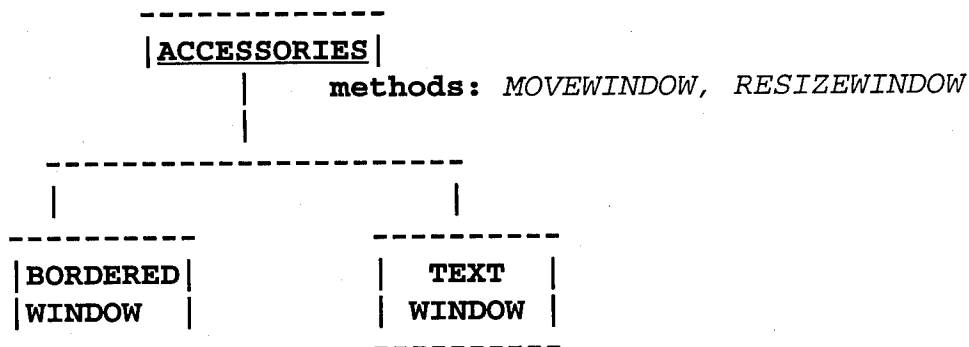 ACCESSORIES
methods: MOVEWINDOW, RESIZEWINDOW
BORDERED TEXT
WINDOW WINDOW